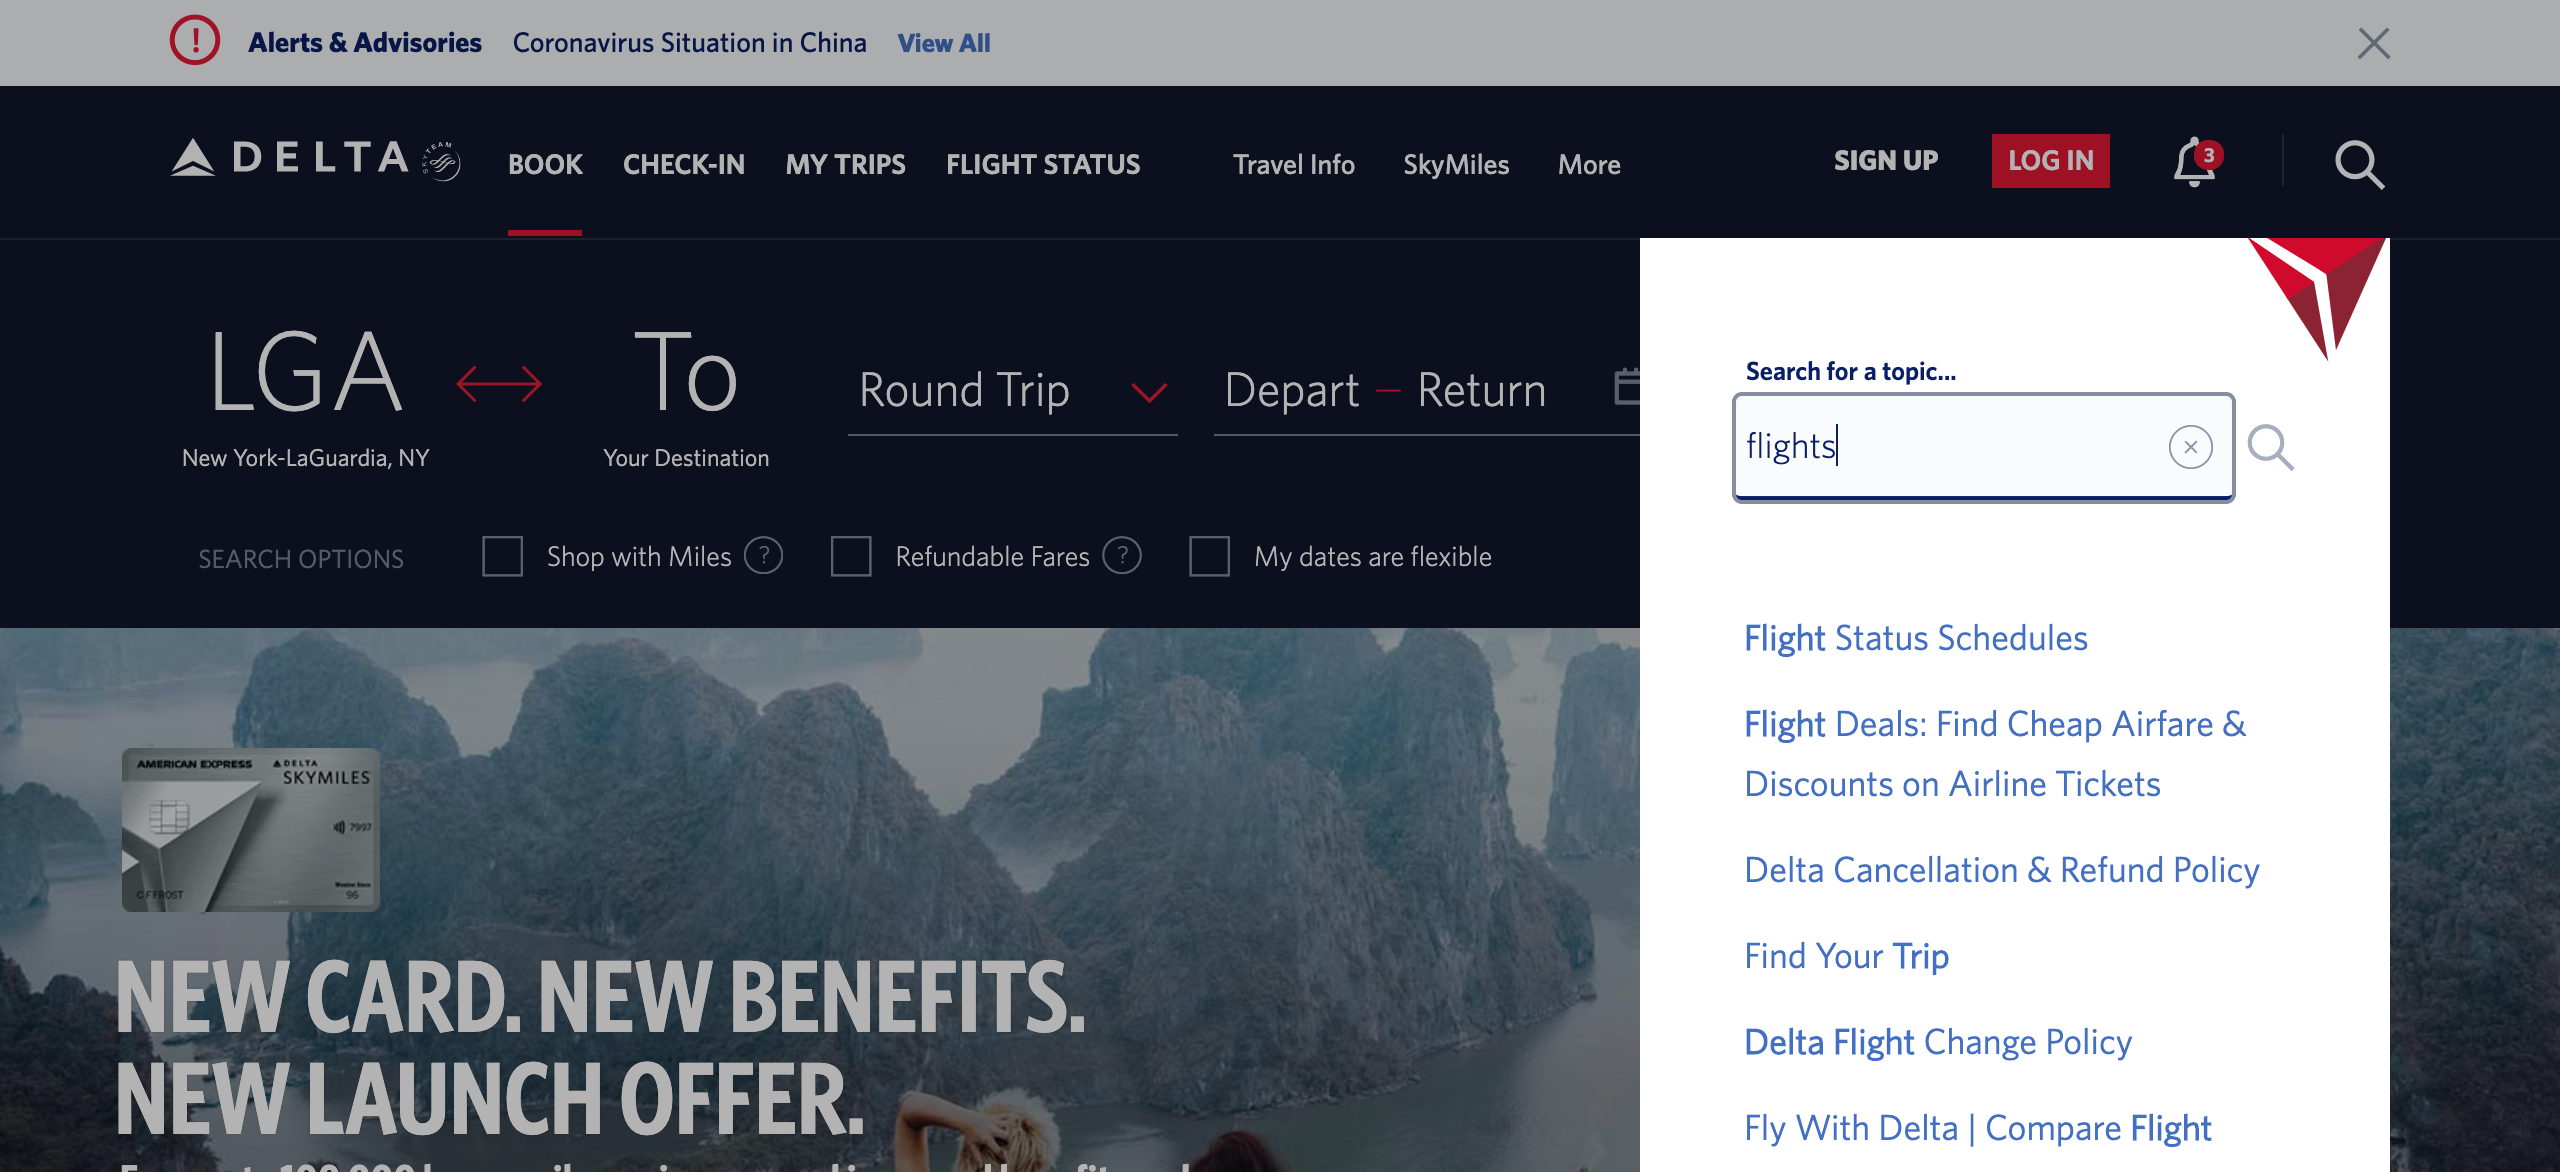 Alerts & Advisories Coronavirus Situation in China View All
DELTA SKYTEAM BOOK CHECK-IN MY TRIPS FLIGHT STATUS Travel Info SkyMiles More SIGN UP LOG IN 3
LGA To Round Trip Depart – Return
New York-LaGuardia, NY Your Destination
SEARCH OPTIONS Shop with Miles ? Refundable Fares ? My dates are flexible
Search for a topic...
flights
Flight Status Schedules
Flight Deals: Find Cheap Airfare &
Discounts on Airline Tickets
Delta Cancellation & Refund Policy
Find Your Trip
Delta Flight Change Policy
Fly With Delta | Compare Flight
AMERICAN EXPRESS DELTA
SKYMILES
7997
Member Since
C F FROST 96
NEW CARD. NEW BENEFITS.
NEW LAUNCH OFFER.